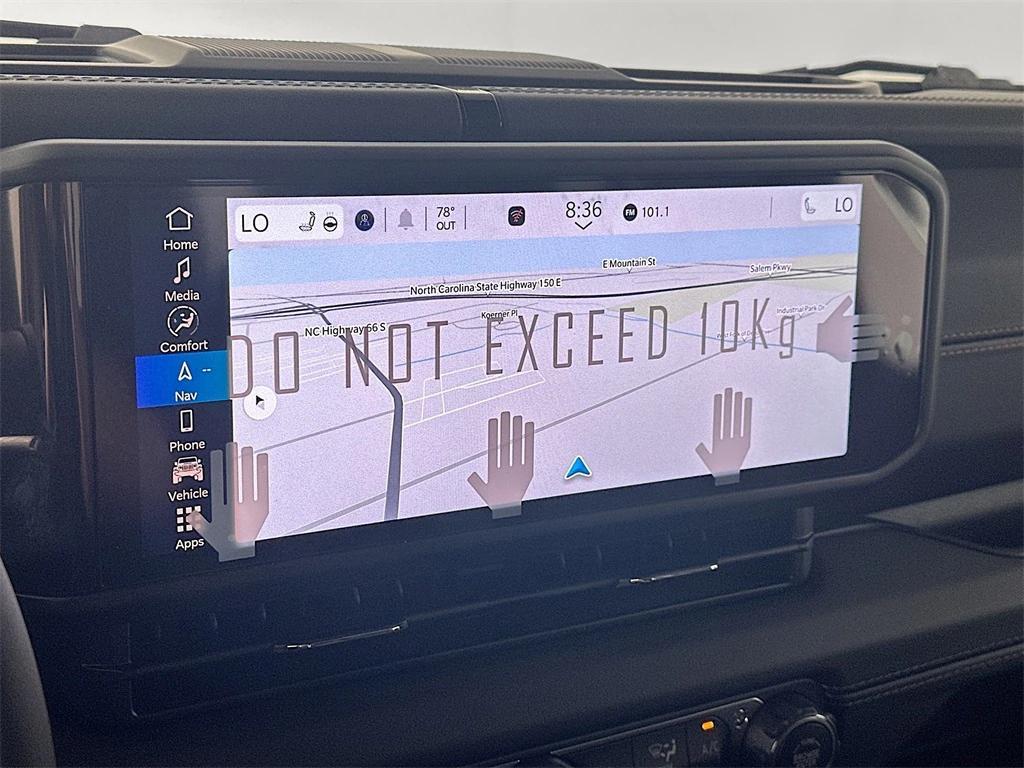 LO
78°
OUT
8:36
FM 101.1
LO
Home
Media
Comfort
Nav
--
Phone
Vehicle
Apps
E Mountain St
Salem Pkwy
North Carolina State Highway 150 E
Koerner Pl
Industrial Park Dr
NC Highway 66 S
DO NOT EXCEED 10Kg
A/C